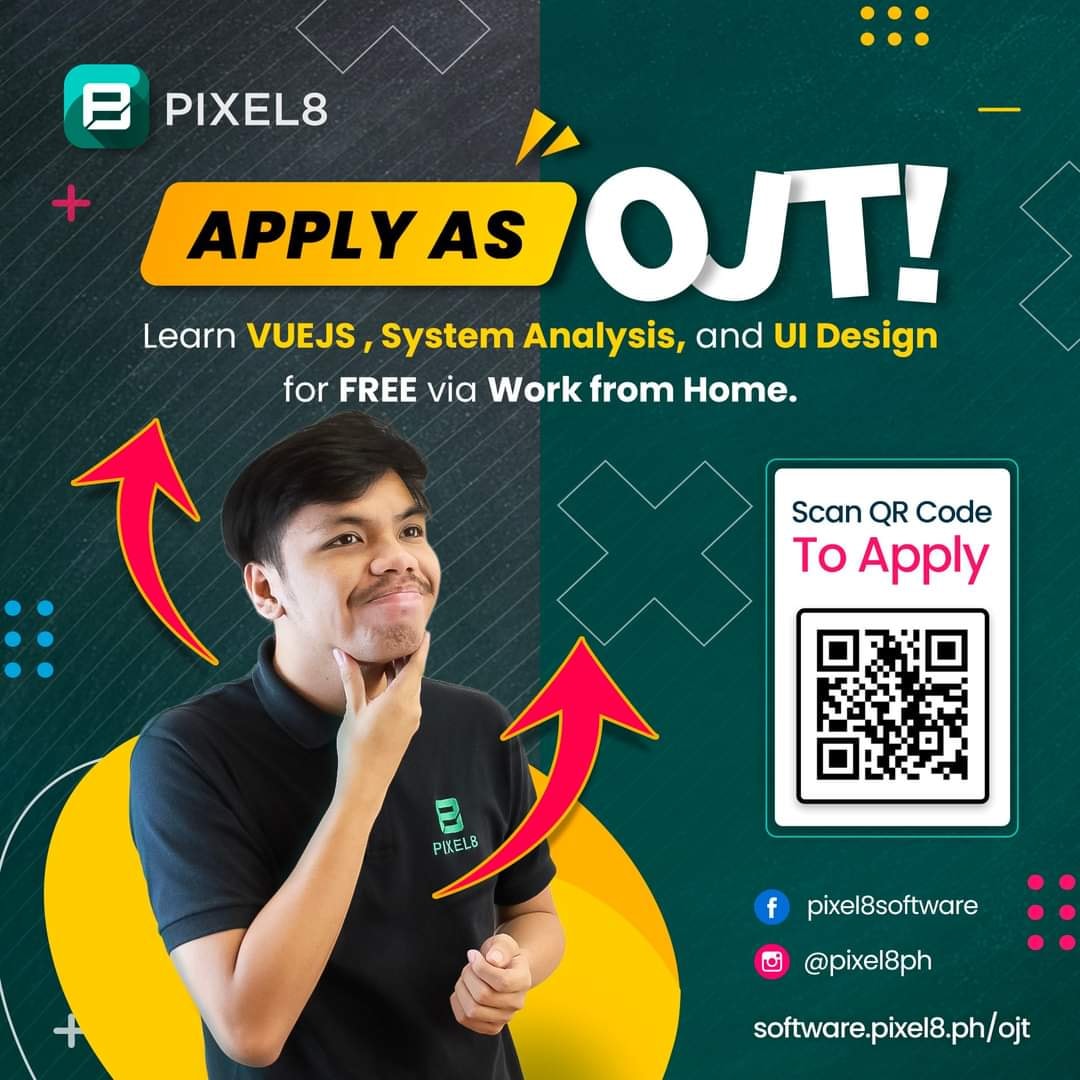 PIXEL8
APPLY AS OJT!
Learn VUEJS , System Analysis, and UI Design
for FREE via Work from Home.
Scan QR Code
To Apply
PIXEL8
pixel8software
@pixel8ph
software.pixel8.ph/ojt